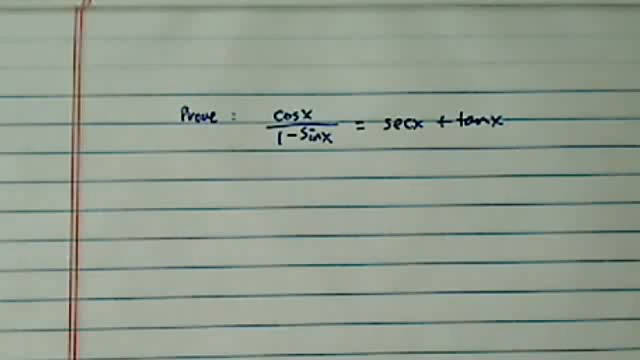 Prove : cosx / 1 - sinx = secx + tanx